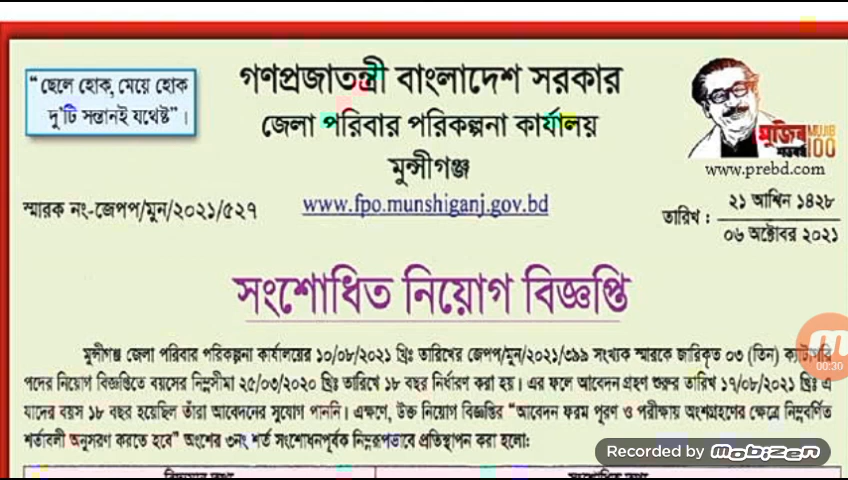 “ ছেলে হোক, মেয়ে হোক
দু'টি সন্তানই যথেষ্ট” ।
গণপ্রজাতন্ত্রী বাংলাদেশ সরকার
জেলা পরিবার পরিকল্পনা কার্যালয়
মুন্সীগঞ্জ
www.fpo.munshiganj.gov.bd
মুজিব MUJIB
শতবর্ষ 100
www.prebd.com
স্মারক নং-জেপপ/মুন/২০২১/৫২৭
তারিখ : ২১ আশ্বিন ১৪২৮
০৬ অক্টোবর ২০২১
সংশোধিত নিয়োগ বিজ্ঞপ্তি
মুন্সীগঞ্জ জেলা পরিবার পরিকল্পনা কার্যালয়ের ১০/০৮/২০২১ খ্রিঃ তারিখের জেপপ/মুন/২০২১/৩৯৯ সংখ্যক স্মারকে জারিকৃত ০৩ (তিন) ক্যাটাগরি
পদের নিয়োগ বিজ্ঞপ্তিতে বয়সের নিম্নসীমা ২৫/০৩/২০২০ খ্রিঃ তারিখে ১৮ বছর নির্ধারণ করা হয়। এর ফলে আবেদন গ্রহণ শুরুর তারিখ ১৭/০৮/২০২১ খ্রিঃ এ
যাদের বয়স ১৮ বছর হয়েছিল তাঁরা আবেদনের সুযোগ পাননি। এক্ষণে, উক্ত নিয়োগ বিজ্ঞপ্তির “আবেদন ফরম পূরণ ও পরীক্ষায় অংশগ্রহণের ক্ষেত্রে নিম্নবর্ণিত
শর্তাবলী অনুসরণ করতে হবে” অংশের ৩নং শর্ত সংশোধনপূর্বক নিম্নরূপভাবে প্রতিস্থাপন করা হলো:
00:30
Recorded by mobizen